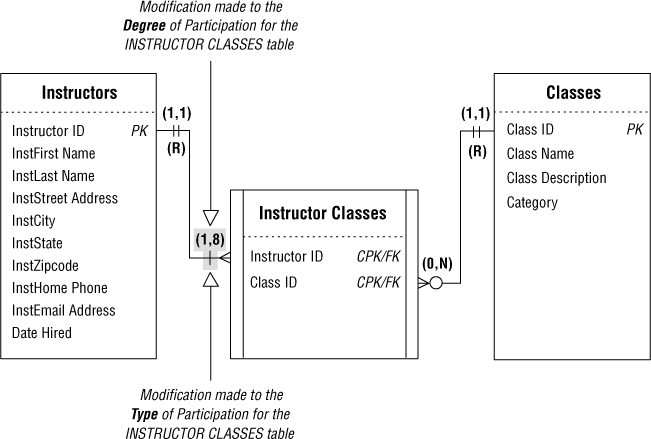 Modification made to the
Degree of Participation for the
INSTRUCTOR CLASSES table
Instructors
Instructor ID PK
InstFirst Name
InstLast Name
InstStreet Address
InstCity
InstState
InstZipcode
InstHome Phone
InstEmail Address
Date Hired
(1,1)
(R)
(1,8)
Instructor Classes
Instructor ID CPK/FK
Class ID CPK/FK
(0,N)
(1,1)
(R)
Classes
Class ID PK
Class Name
Class Description
Category
Modification made to the
Type of Participation for the
INSTRUCTOR CLASSES table